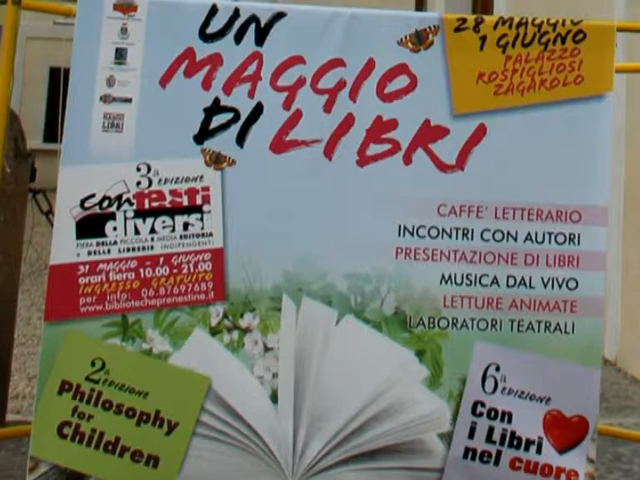 UN
MAGGIO
DI LIBRI
28 MAGGIO
1 GIUGNO
PALAZZO
ROSPIGLIOSI
ZAGAROLO
3a EDIZIONE
conTesti
diversi
FIERA DELLA PICCOLA E MEDIA EDITORIA
E DELLE LIBRERIE INDIPENDENTI
31 MAGGIO - 1 GIUGNO
orari fiera 10.00 - 21.00
INGRESSO GRATUITO
per info: 06.87697689
www.bibliotecheprenestine.it
CAFFE' LETTERARIO
INCONTRI CON AUTORI
PRESENTAZIONE DI LIBRI
MUSICA DAL VIVO
LETTURE ANIMATE
LABORATORI TEATRALI
2a EDIZIONE
Philosophy
for
Children
6a EDIZIONE
Con
i Libri
nel cuore